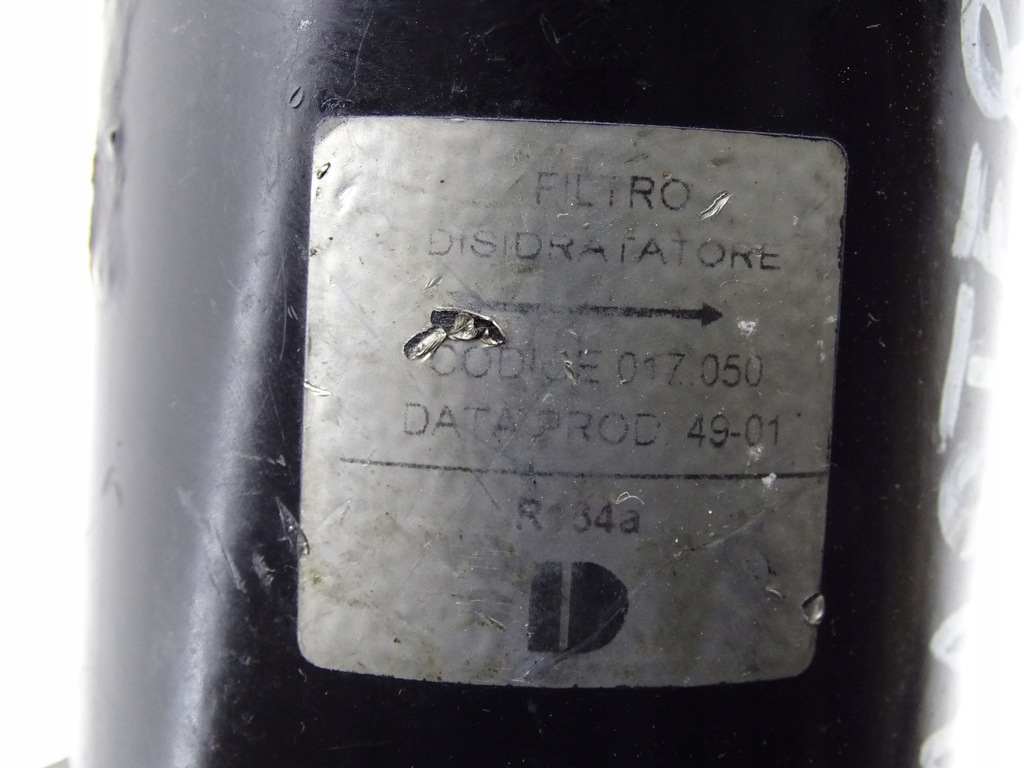 FILTRO
DISIDRATATORE
CODICE 017.050
DATA PROD. 49-01
R134a
D